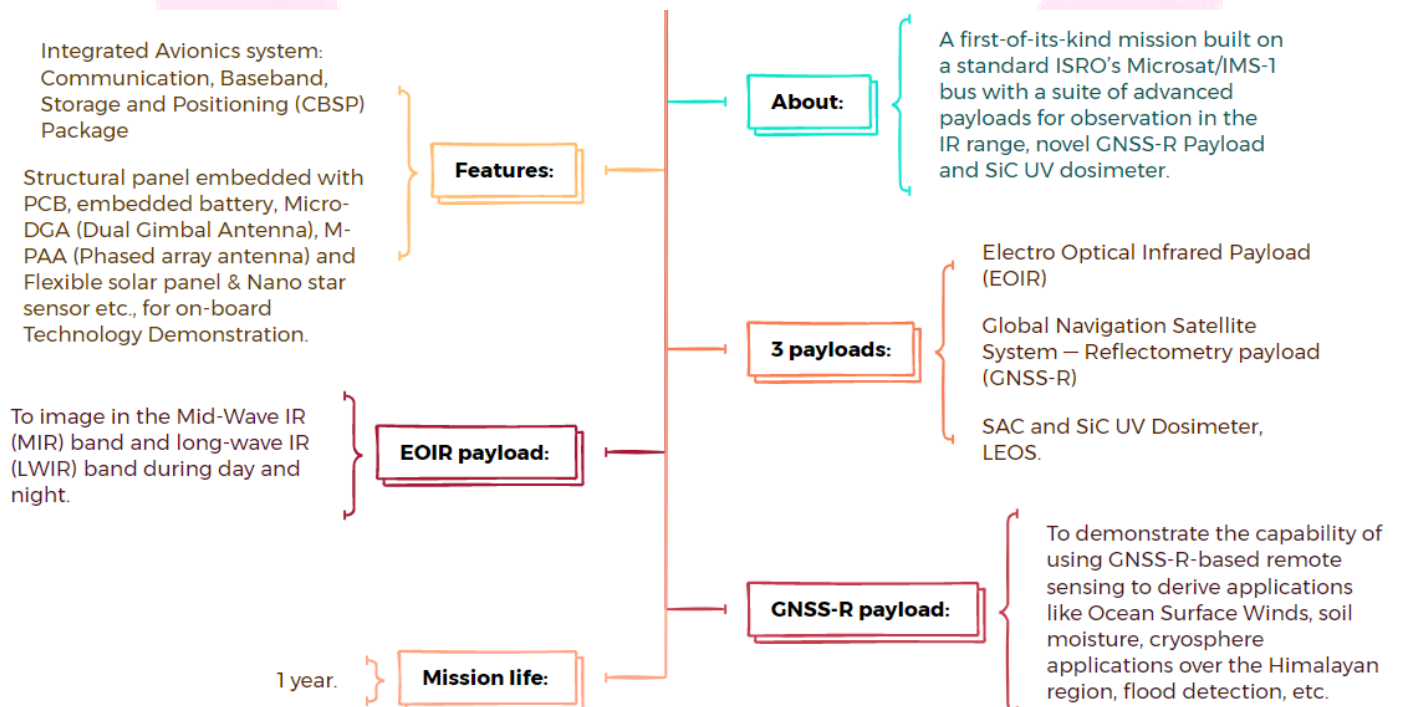 About:
A first-of-its-kind mission built on
a standard ISRO's Microsat/IMS-1
bus with a suite of advanced
payloads for observation in the
IR range, novel GNSS-R Payload
and SiC UV dosimeter.
Features:
Integrated Avionics system:
Communication, Baseband,
Storage and Positioning (CBSP)
Package
Structural panel embedded with
PCB, embedded battery, Micro-
DGA (Dual Gimbal Antenna), M-
PAA (Phased array antenna) and
Flexible solar panel & Nano star
sensor etc., for on-board
Technology Demonstration.
3 payloads:
Electro Optical Infrared Payload
(EOIR)
Global Navigation Satellite
System — Reflectometry payload
(GNSS-R)
SAC and SiC UV Dosimeter,
LEOS.
EOIR payload:
To image in the Mid-Wave IR
(MIR) band and long-wave IR
(LWIR) band during day and
night.
GNSS-R payload:
To demonstrate the capability of
using GNSS-R-based remote
sensing to derive applications
like Ocean Surface Winds, soil
moisture, cryosphere
applications over the Himalayan
region, flood detection, etc.
Mission life:
1 year.